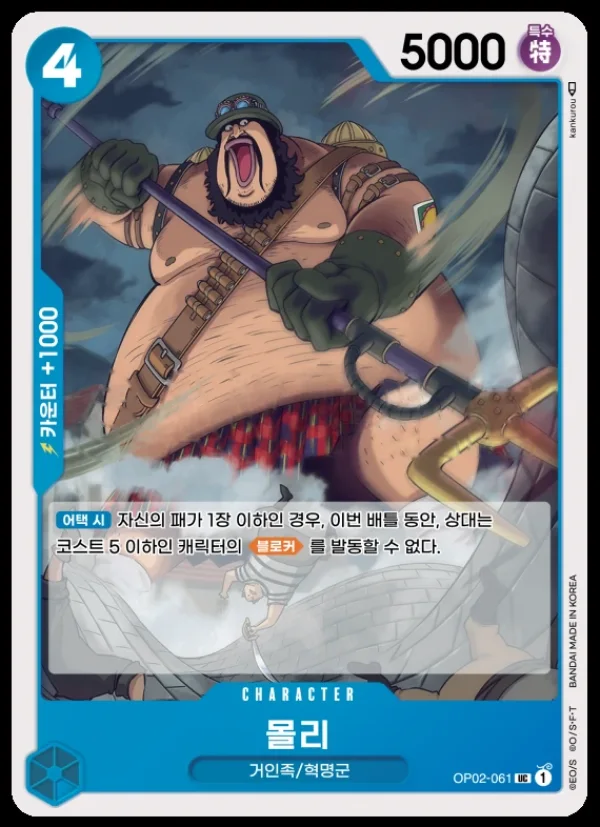 4
5000
특수
特
kankurou
⚡카운터 +1000
어택 시 자신의 패가 1장 이하인 경우, 이번 배틀 동안, 상대는
코스트 5 이하인 캐릭터의 블로커 를 발동할 수 없다.
CHARACTER
몰리
거인족/혁명군
OP02-061 UC 1
©EO/S ©O/S·F·T BANDAI MADE IN KOREA